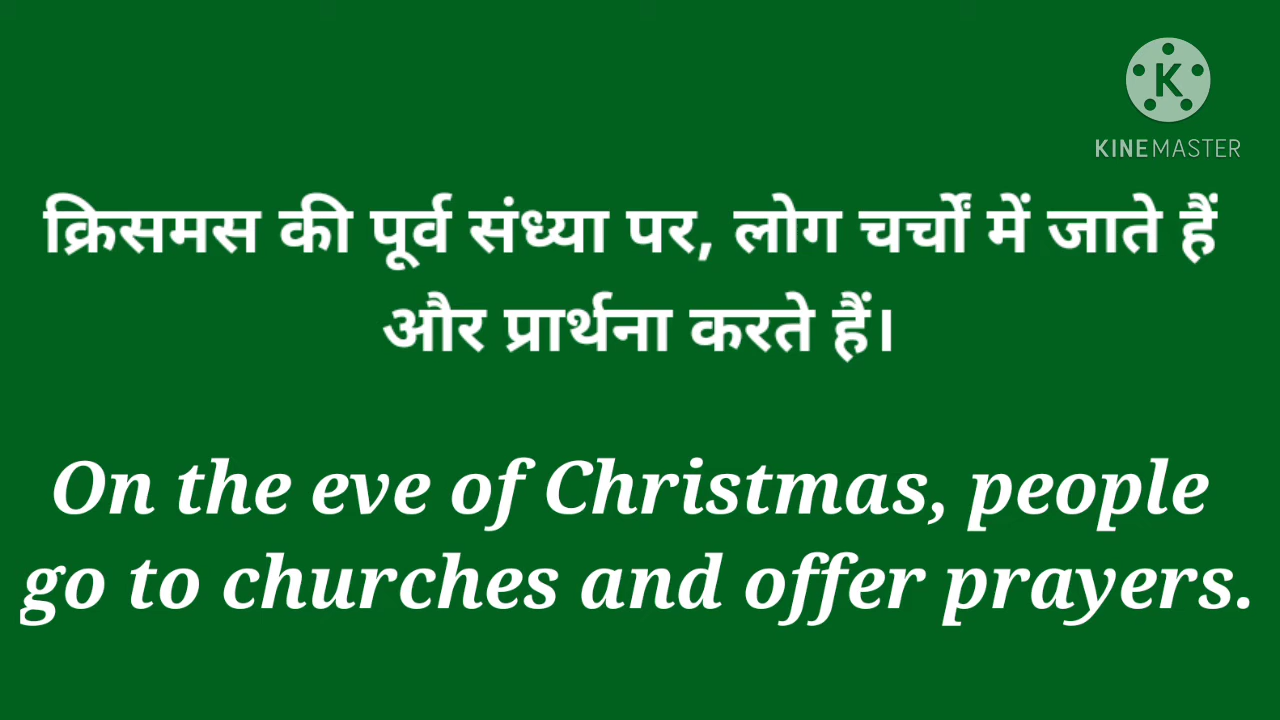 K
KINEMASTER
क्रिसमस की पूर्व संध्या पर, लोग चर्चों में जाते हैं
और प्रार्थना करते हैं।
On the eve of Christmas, people
go to churches and offer prayers.